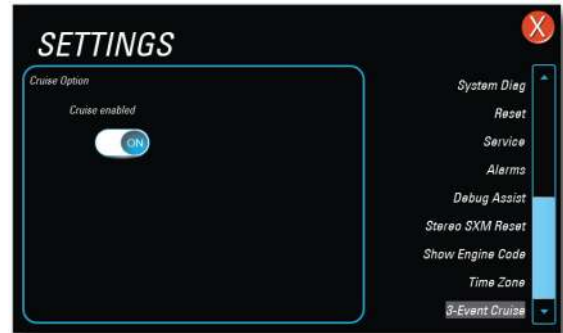 SETTINGS
X
Cruise Option
Cruise enabled
ON
System Diag
Reset
Service
Alarms
Debug Assist
Stereo SXM Reset
Show Engine Code
Time Zone
3-Event Cruise